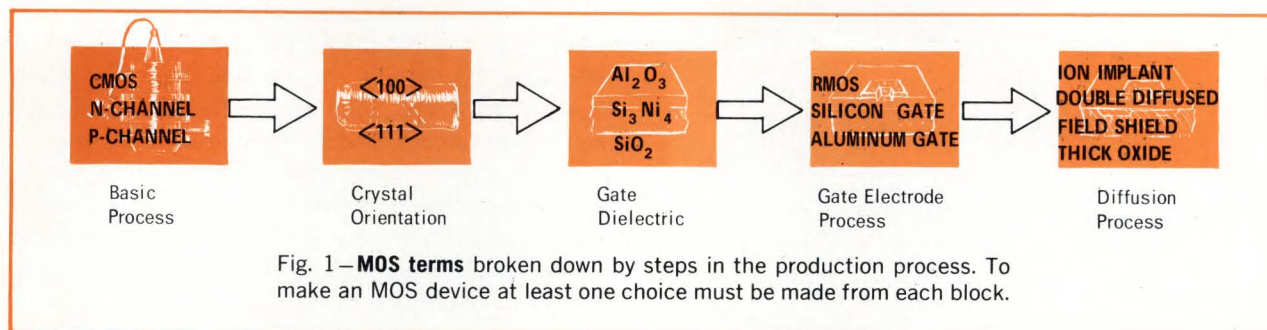 CMOS
N-CHANNEL
P-CHANNEL
Basic
Process
<100>
<111>
Crystal
Orientation
Al₂O₃
Si₃Ni₄
SiO₂
Gate
Dielectric
RMOS
SILICON GATE
ALUMINUM GATE
Gate Electrode
Process
ION IMPLANT
DOUBLE DIFFUSED
FIELD SHIELD
THICK OXIDE
Diffusion
Process
Fig. 1—MOS terms broken down by steps in the production process. To
make an MOS device at least one choice must be made from each block.